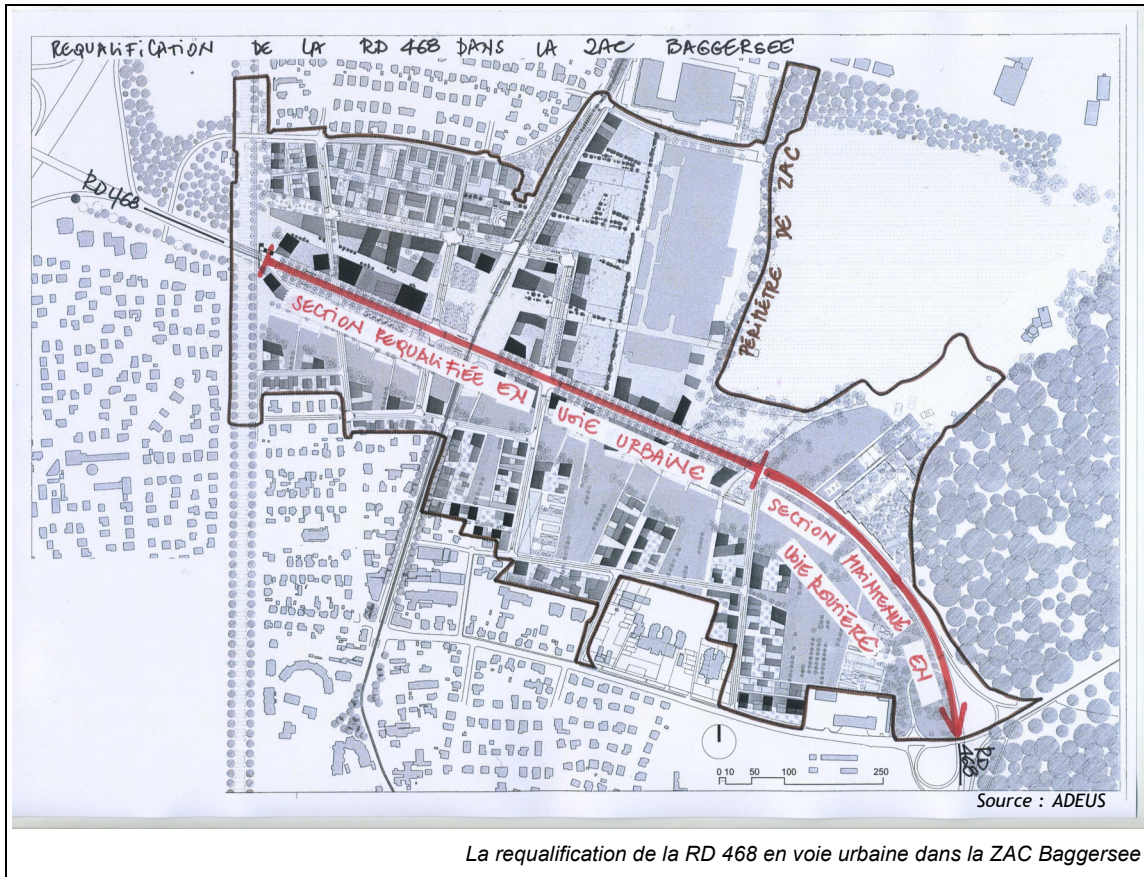 REQUALIFICATION DE LA RD 468 DANS LA ZAC BAGGERSEE
RD468
PÉRIMÈTRE DE ZAC
SECTION REQUALIFIÉE EN VOIE URBAINE
SECTION MAINTENUE EN
VOIE ROUTIÈRE
RD
468
0 10 50 100 250
Source : ADEUS
La requalification de la RD 468 en voie urbaine dans la ZAC Baggersee